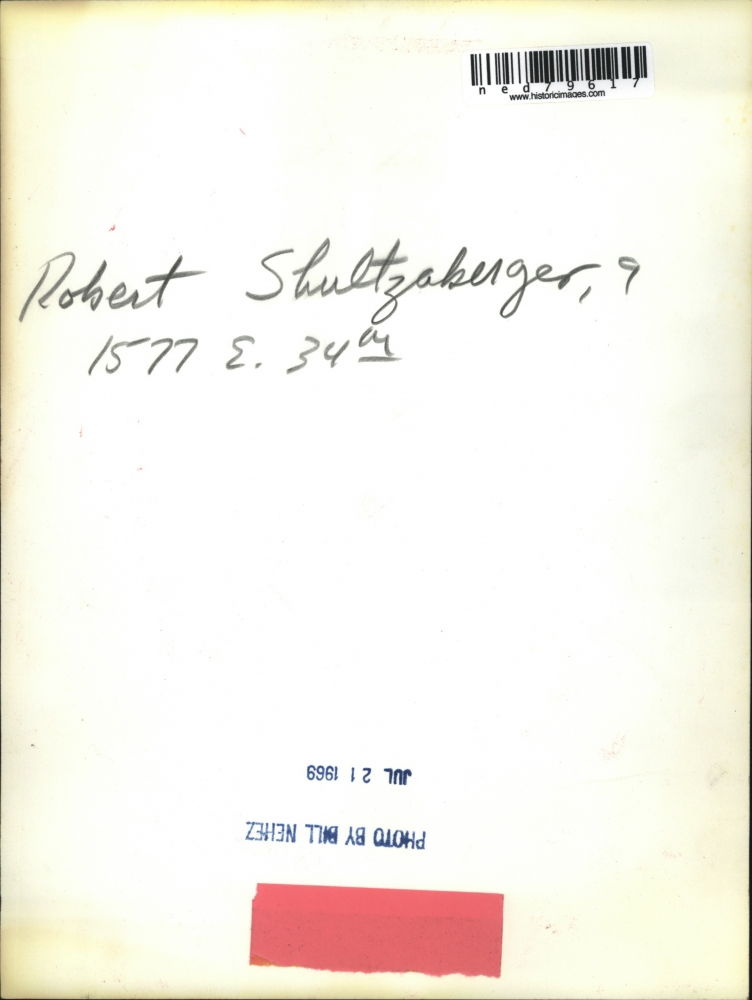 ned79617
www.historicimages.com
Robert Shultzaberger, 9
1577 E. 34th
JUL 21 1969
PHOTO BY BILL NEHEZ